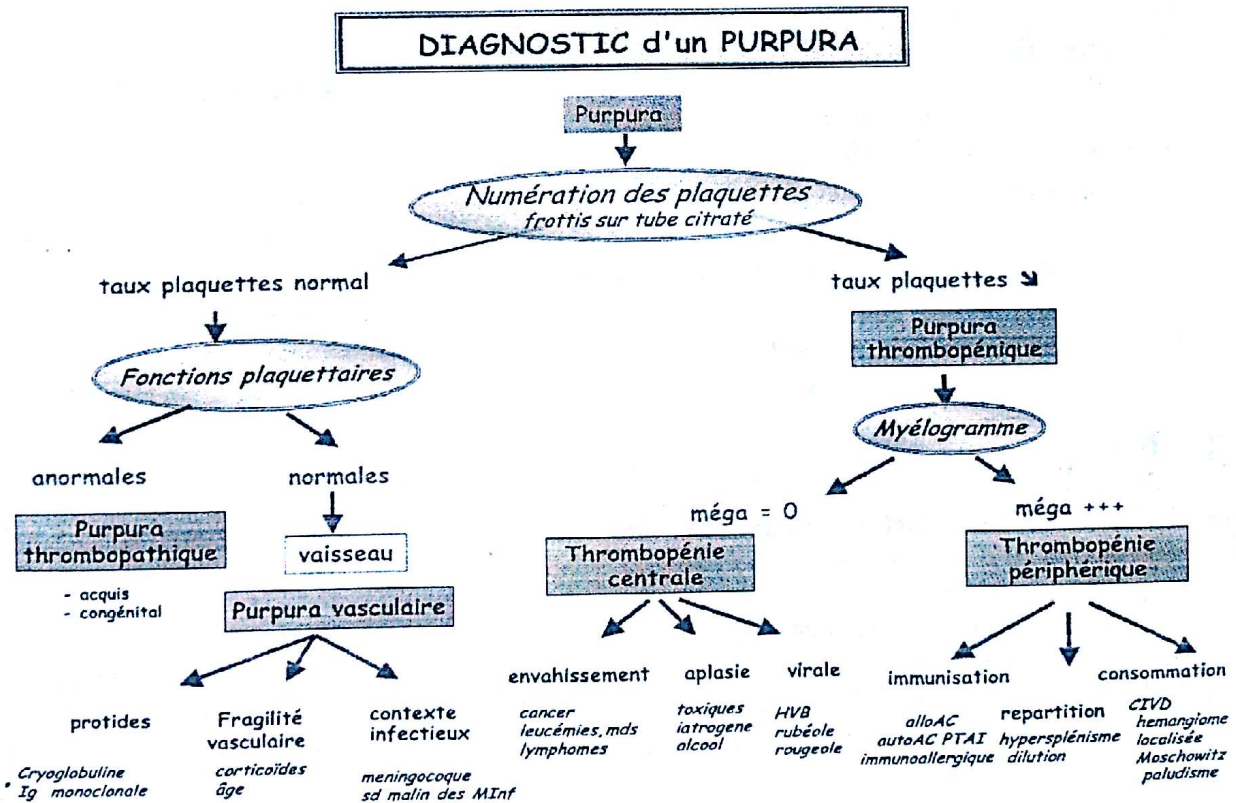 DIAGNOSTIC d'un PURPURA
Purpura
Numération des plaquettes
frottis sur tube citraté
taux plaquettes normal
Fonctions plaquettaires
anormales
Purpura
thrombopathique
- acquis
- congénital
normales
vaisseau
Purpura vasculaire
protides
Cryoglobuline
Ig monoclonale
Fragilité
vasculaire
corticoïdes
âge
contexte
infectieux
meningocoque
sd malin des MInf
taux plaquettes ↘
Purpura
thrombopénique
Myélogramme
méga = 0
Thrombopénie
centrale
envahissement
cancer
leucémies, mds
lymphomes
aplasie
toxiques
iatrogene
alcool
virale
HVB
rubéole
rougeole
méga +++
Thrombopénie
périphérique
immunisation
alloAC
autoAC PTAI
immunoallergique
repartition
hypersplénisme
dilution
consommation
CIVD
hemangiome
localisée
Moschowitz
paludisme